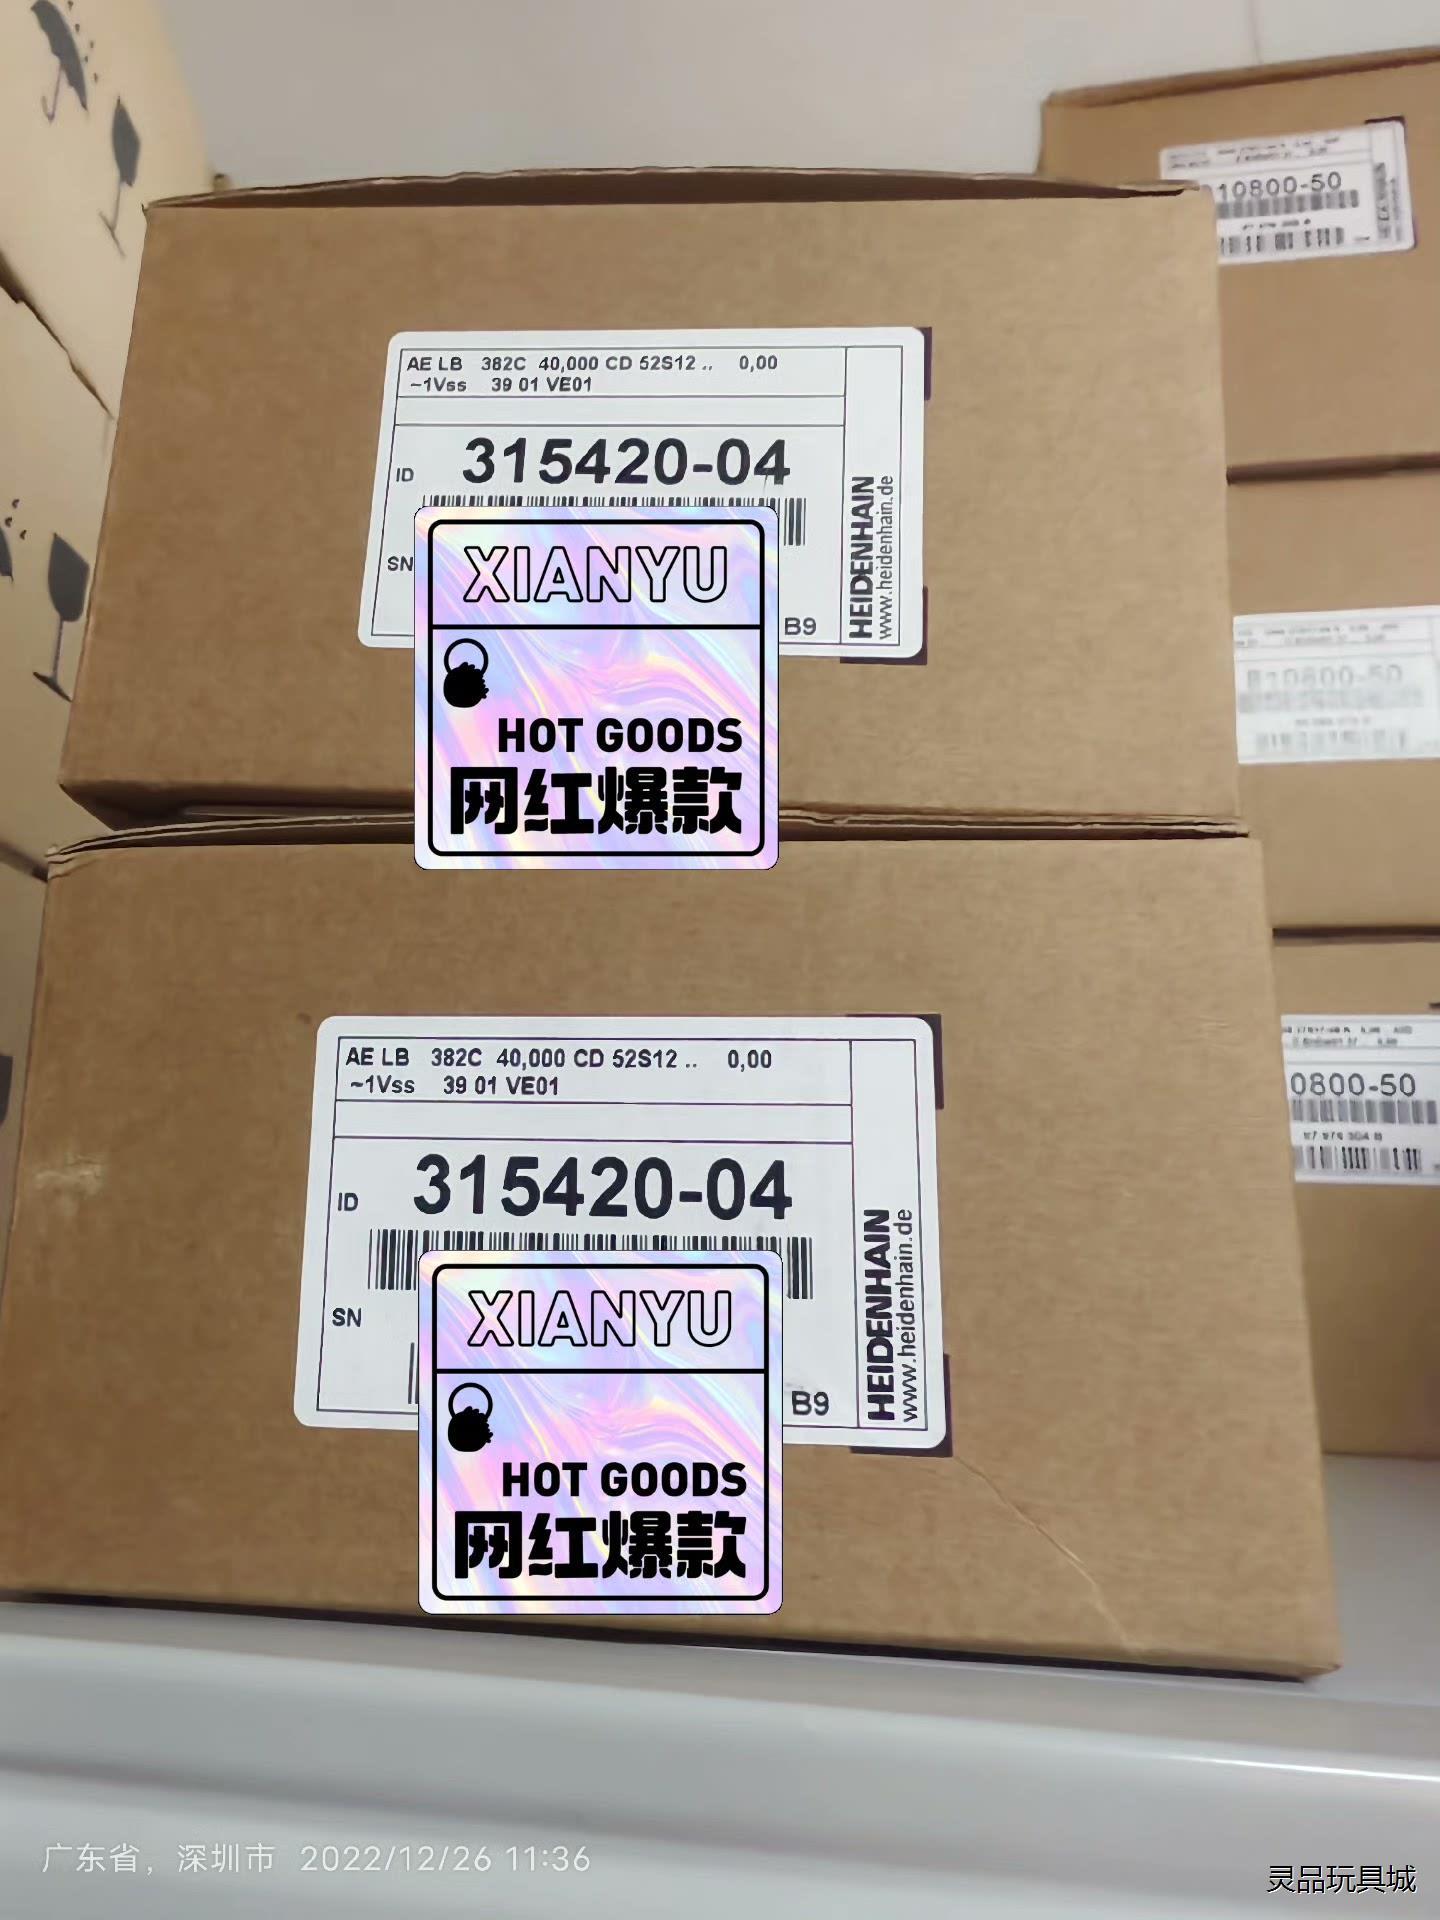 AE LB 382C 40,000 CD 52S12 .. 0,00
~1Vss 39 01 VE01
ID 315420-04
SN
B9
HEIDENHAIN
www.heidenhain.de
XIANYU
HOT GOODS
网红爆款
10800-50
810800-50
AE LB 382C 40,000 CD 52S12 .. 0,00
~1Vss 39 01 VE01
ID 315420-04
SN
B9
HEIDENHAIN
www.heidenhain.de
XIANYU
HOT GOODS
网红爆款
0800-50
广东省，深圳市 2022/12/26 11:36
灵品玩具城